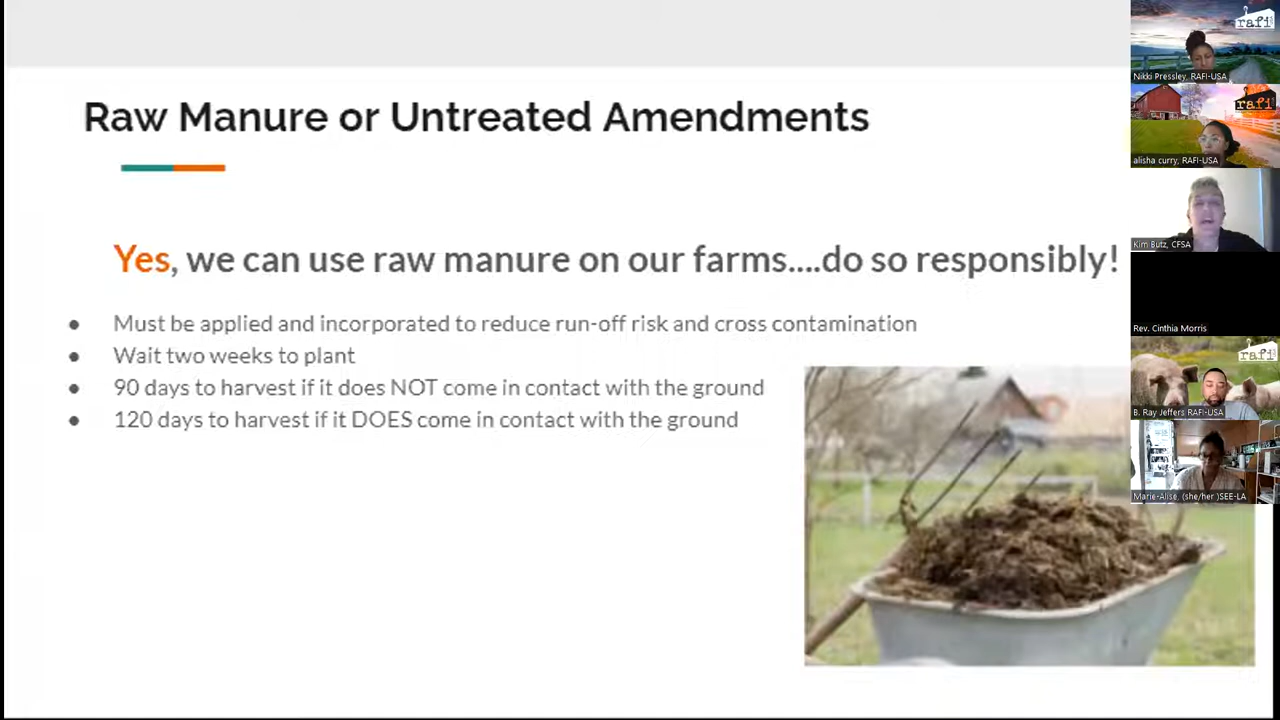 Raw Manure or Untreated Amendments
Yes, we can use raw manure on our farms....do so responsibly!
● Must be applied and incorporated to reduce run-off risk and cross contamination
● Wait two weeks to plant
● 90 days to harvest if it does NOT come in contact with the ground
● 120 days to harvest if it DOES come in contact with the ground
rafi
Nikki Pressley, RAFI-USA
rafi
alisha curry, RAFI-USA
Kim Butz, CFSA
Rev. Cinthia Morris
rafi
B. Ray Jeffers RAFI-USA
Marie-Alise, (she/her )SEE-LA